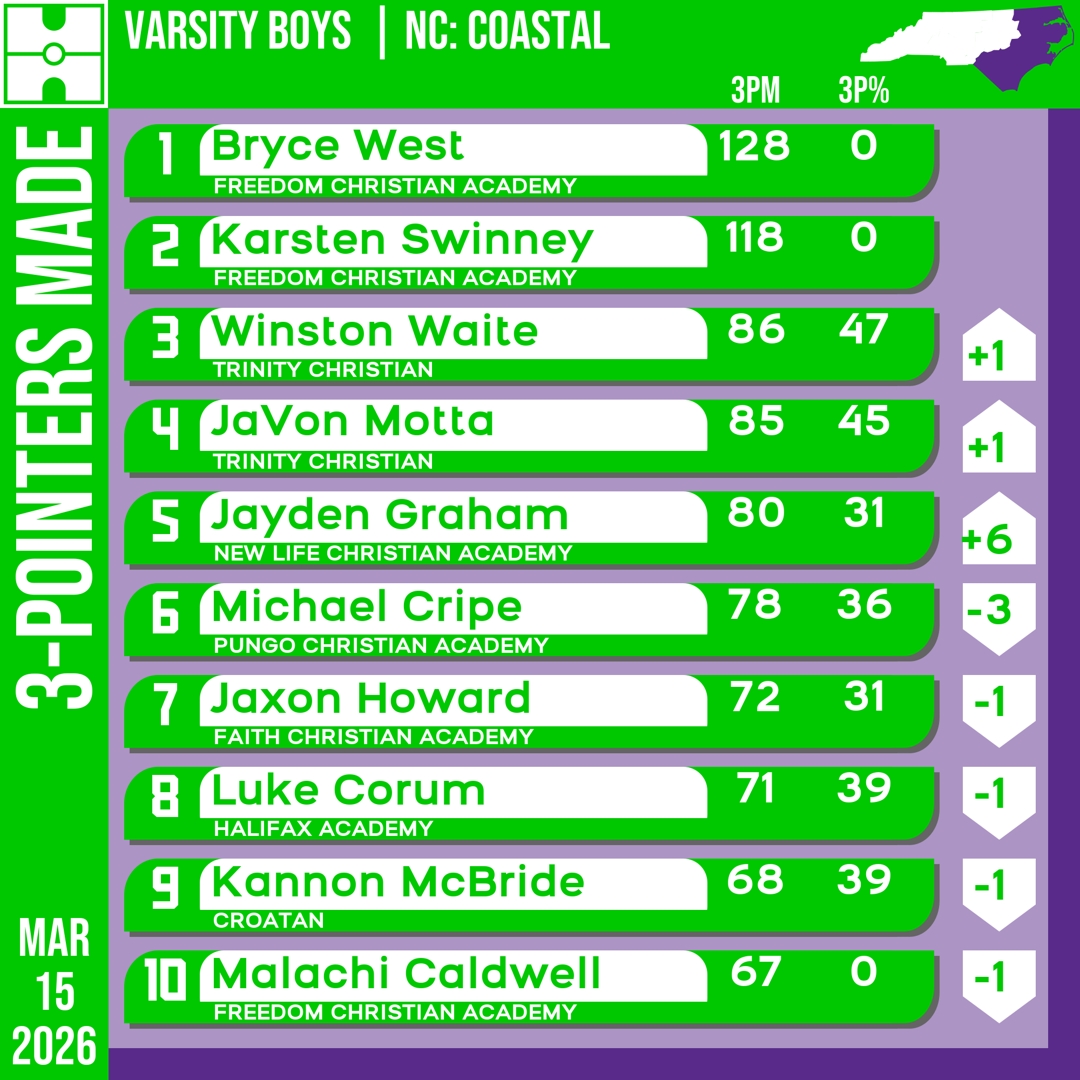 VARSITY BOYS | NC: COASTAL
3PM 3P%
3-POINTERS MADE
1 Bryce West 128 0
FREEDOM CHRISTIAN ACADEMY
2 Karsten Swinney 118 0
FREEDOM CHRISTIAN ACADEMY
3 Winston Waite 86 47 +1
TRINITY CHRISTIAN
4 JaVon Motta 85 45 +1
TRINITY CHRISTIAN
5 Jayden Graham 80 31 +6
NEW LIFE CHRISTIAN ACADEMY
6 Michael Cripe 78 36 -3
PUNGO CHRISTIAN ACADEMY
7 Jaxon Howard 72 31 -1
FAITH CHRISTIAN ACADEMY
8 Luke Corum 71 39 -1
HALIFAX ACADEMY
9 Kannon McBride 68 39 -1
CROATAN
10 Malachi Caldwell 67 0 -1
FREEDOM CHRISTIAN ACADEMY
MAR
15
2026